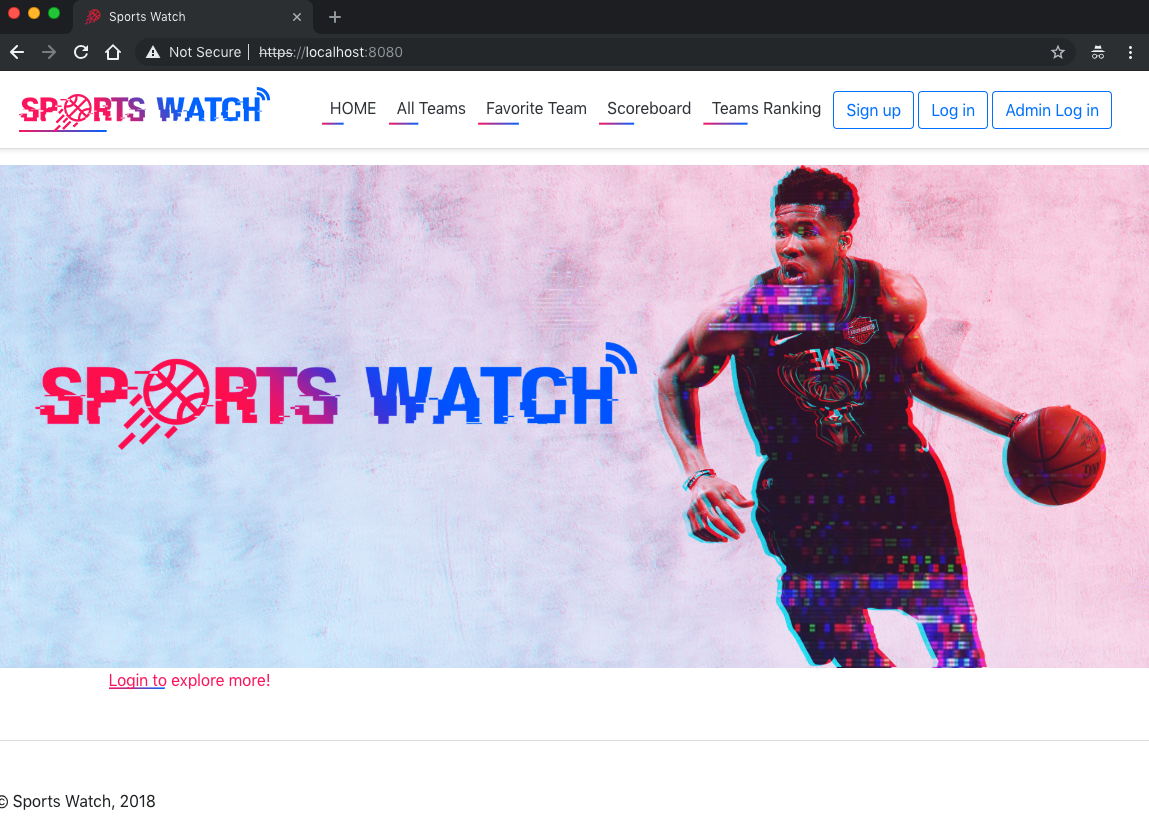 Sports Watch
Not Secure | https://localhost:8080
SPORTS WATCH
HOME All Teams Favorite Team Scoreboard Teams Ranking Sign up Log in Admin Log in
SPORTS WATCH
34
Login to explore more!
© Sports Watch, 2018